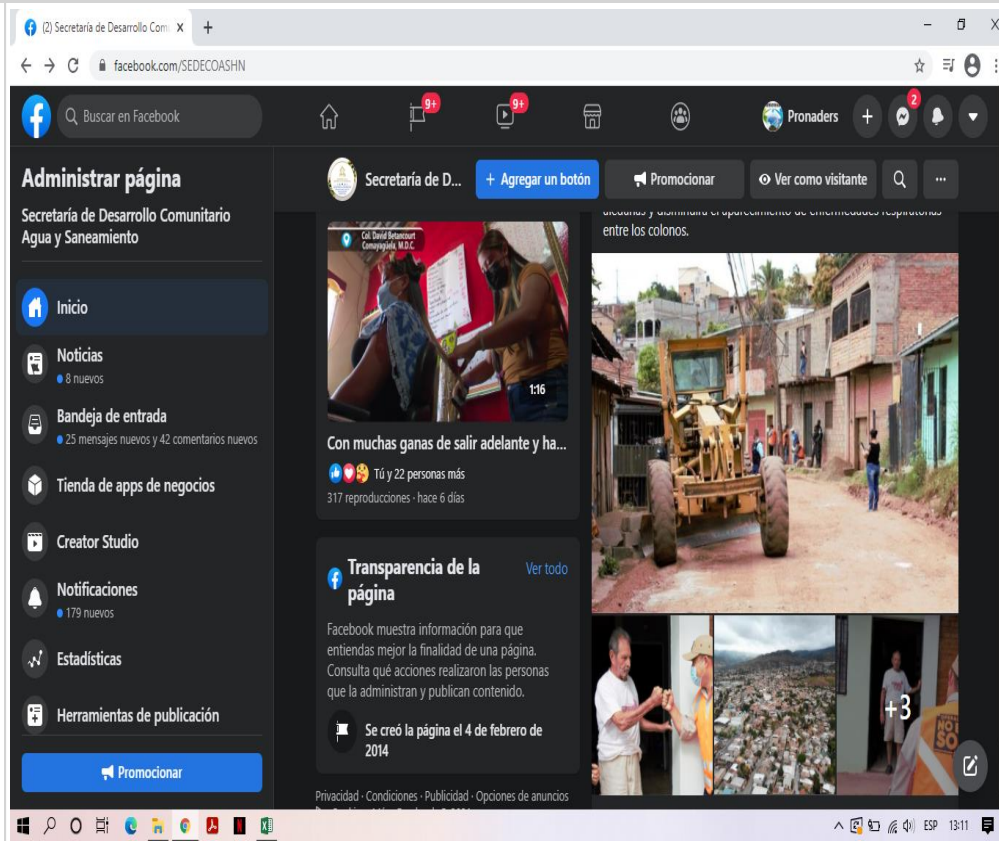 (2) Secretaría de Desarrollo Com
facebook.com/SEDECOASHN
Buscar en Facebook
9+
9+
Pronaders
2
Administrar página
Secretaría de Desarrollo Comunitario
Agua y Saneamiento
Inicio
Noticias
8 nuevos
Bandeja de entrada
25 mensajes nuevos y 42 comentarios nuevos
Tienda de apps de negocios
Creator Studio
Notificaciones
179 nuevos
Estadísticas
Herramientas de publicación
Promocionar
Secretaría de D...
+ Agregar un botón
Promocionar
Ver como visitante
Col. David Betancourt
Comayagüela, M.D.C.
1:16
Con muchas ganas de salir adelante y ha...
Tú y 22 personas más
317 reproducciones · hace 6 días
Transparencia de la
página
Ver todo
Facebook muestra información para que
entiendas mejor la finalidad de una página.
Consulta qué acciones realizaron las personas
que la administran y publican contenido.
Se creó la página el 4 de febrero de
2014
Privacidad · Condiciones · Publicidad · Opciones de anuncios
aledañas y disminuirá el aparecimiento de enfermedades respiratorias
entre los colonos.
+3
ESP 13:11